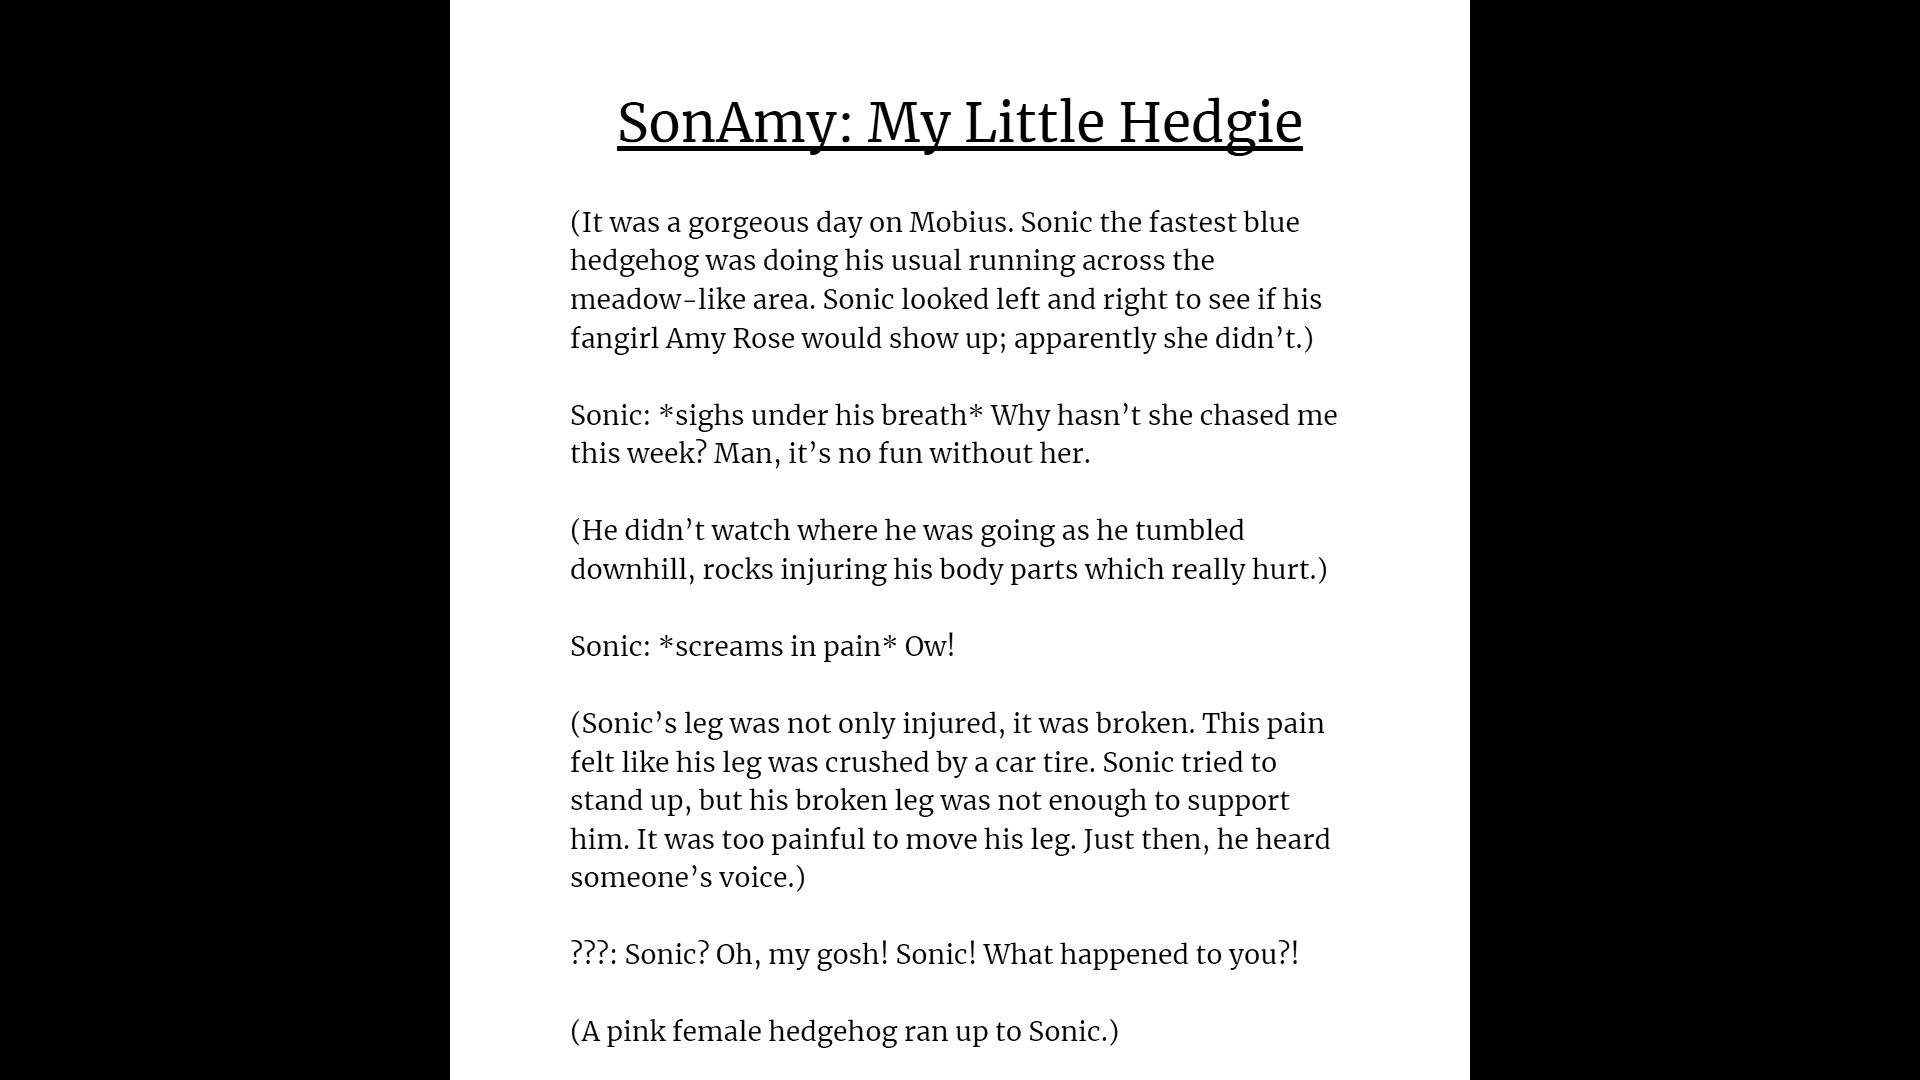 SonAmy: My Little Hedgie
(It was a gorgeous day on Mobius. Sonic the fastest blue
hedgehog was doing his usual running across the
meadow-like area. Sonic looked left and right to see if his
fangirl Amy Rose would show up; apparently she didn’t.)
Sonic: *sighs under his breath* Why hasn’t she chased me
this week? Man, it’s no fun without her.
(He didn’t watch where he was going as he tumbled
downhill, rocks injuring his body parts which really hurt.)
Sonic: *screams in pain* Ow!
(Sonic’s leg was not only injured, it was broken. This pain
felt like his leg was crushed by a car tire. Sonic tried to
stand up, but his broken leg was not enough to support
him. It was too painful to move his leg. Just then, he heard
someone’s voice.)
???: Sonic? Oh, my gosh! Sonic! What happened to you?!
(A pink female hedgehog ran up to Sonic.)